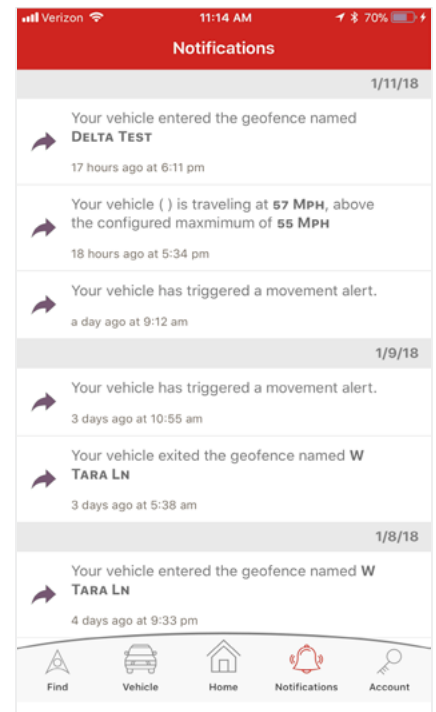 Verizon 11:14 AM 70%
Notifications
1/11/18
Your vehicle entered the geofence named
DELTA TEST
17 hours ago at 6:11 pm
Your vehicle ( ) is traveling at 57 MPH, above
the configured maxmimum of 55 MPH
18 hours ago at 5:34 pm
Your vehicle has triggered a movement alert.
a day ago at 9:12 am
1/9/18
Your vehicle has triggered a movement alert.
3 days ago at 10:55 am
Your vehicle exited the geofence named W
TARA LN
3 days ago at 5:38 am
1/8/18
Your vehicle entered the geofence named W
TARA LN
4 days ago at 9:33 pm
Find Vehicle Home Notifications Account